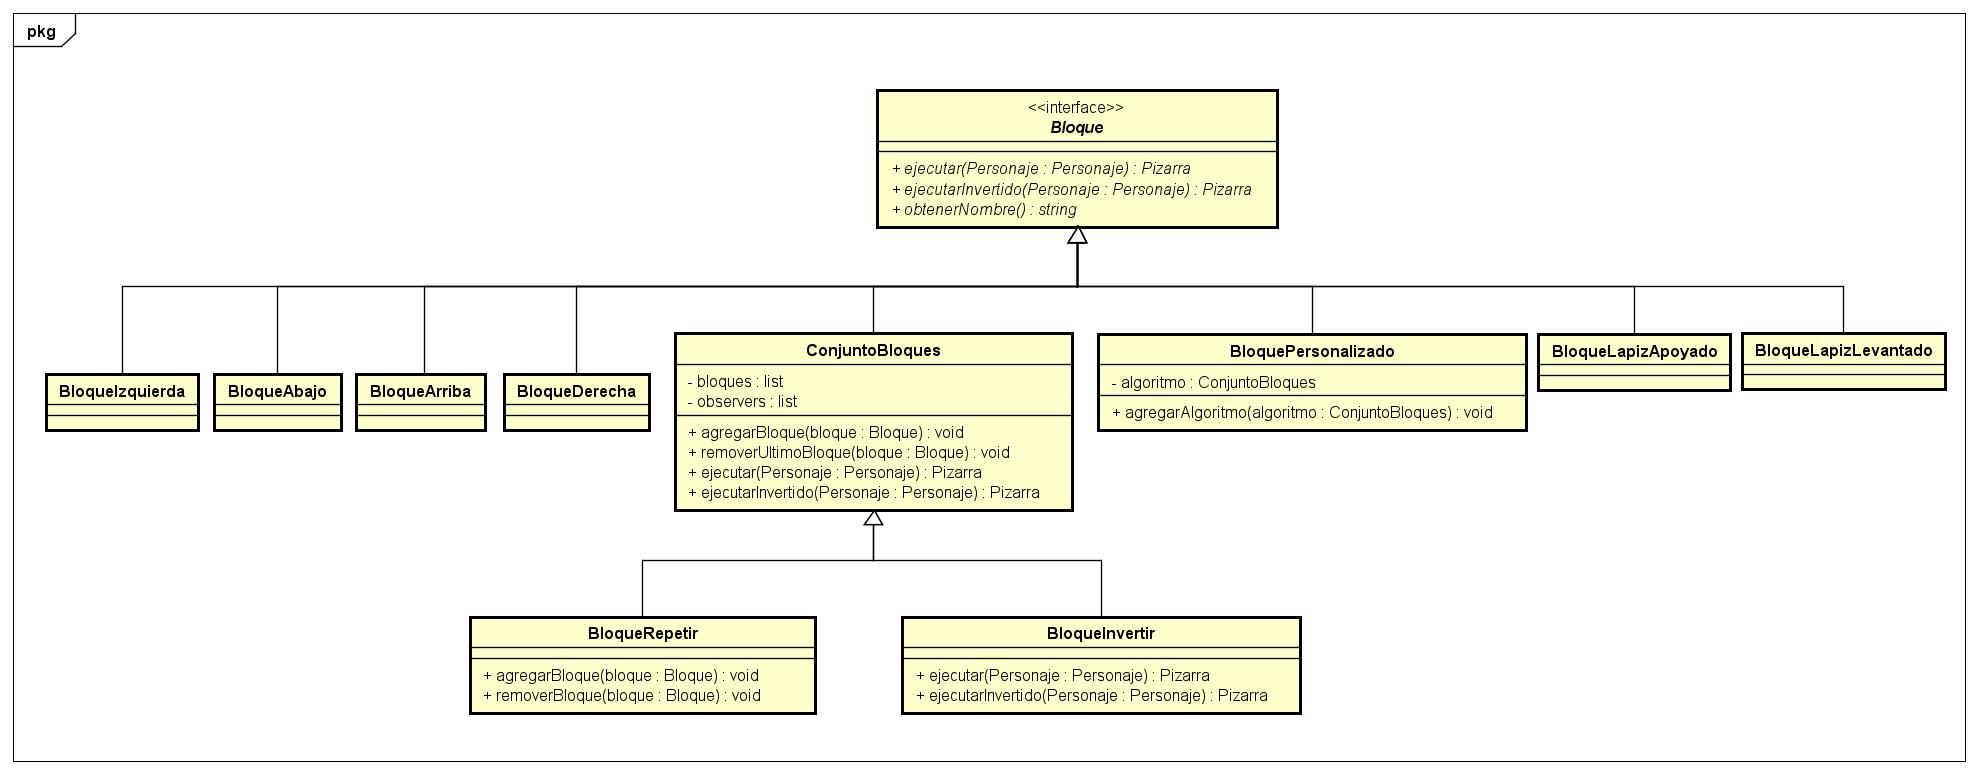 pkg
<<interface>>
Bloque
+ ejecutar(Personaje : Personaje) : Pizarra
+ ejecutarInvertido(Personaje : Personaje) : Pizarra
+ obtenerNombre() : string
BloqueIzquierda
BloqueAbajo
BloqueArriba
BloqueDerecha
ConjuntoBloques
- bloques : list
- observers : list
+ agregarBloque(bloque : Bloque) : void
+ removerUltimoBloque(bloque : Bloque) : void
+ ejecutar(Personaje : Personaje) : Pizarra
+ ejecutarInvertido(Personaje : Personaje) : Pizarra
BloquePersonalizado
- algoritmo : ConjuntoBloques
+ agregarAlgoritmo(algoritmo : ConjuntoBloques) : void
BloqueLapizApoyado
BloqueLapizLevantado
BloqueRepetir
+ agregarBloque(bloque : Bloque) : void
+ removerBloque(bloque : Bloque) : void
BloqueInvertir
+ ejecutar(Personaje : Personaje) : Pizarra
+ ejecutarInvertido(Personaje : Personaje) : Pizarra